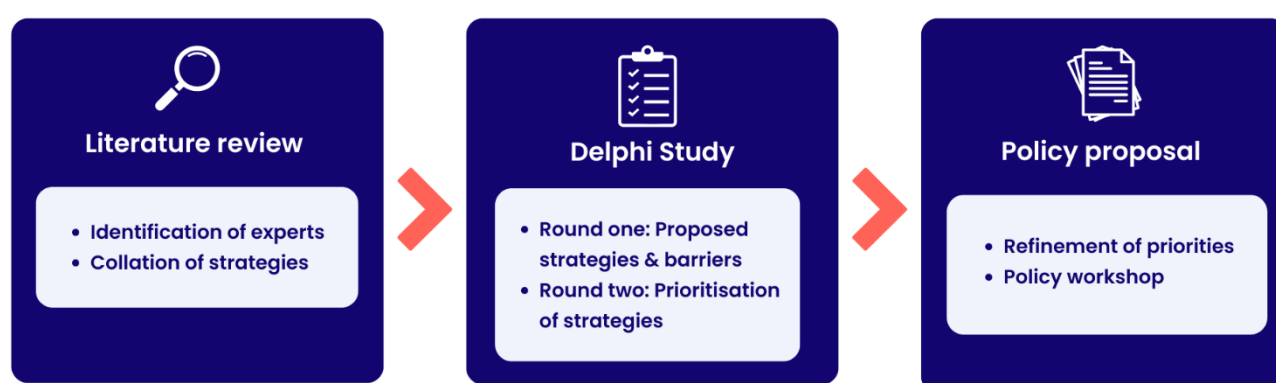 Literature review
• Identification of experts
• Collation of strategies
Delphi Study
• Round one: Proposed
strategies & barriers
• Round two: Prioritisation
of strategies
Policy proposal
• Refinement of priorities
• Policy workshop